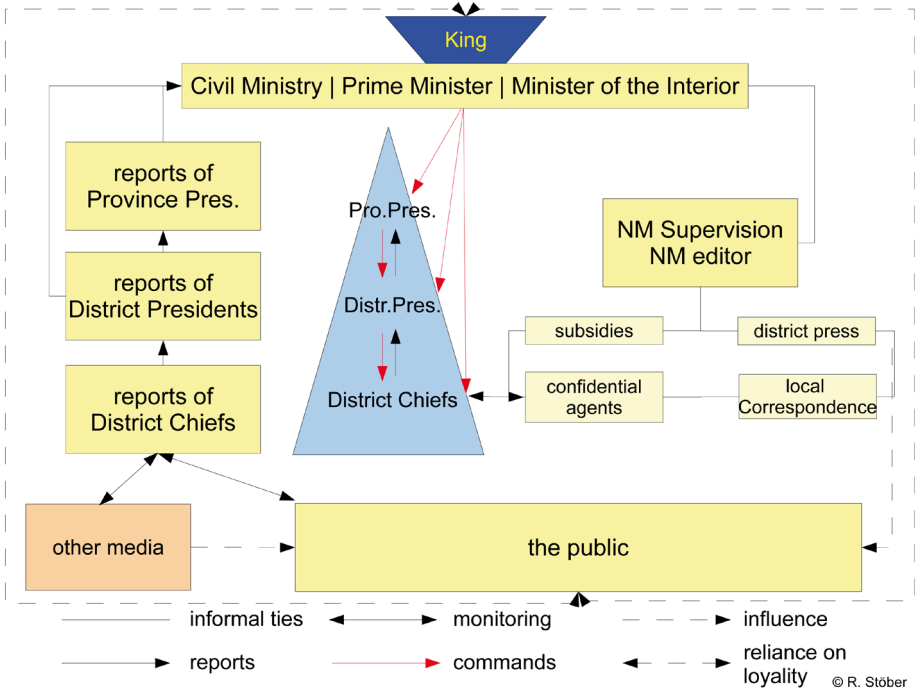 King
Civil Ministry | Prime Minister | Minister of the Interior
reports of
Province Pres.
Pro.Pres.
NM Supervision
NM editor
reports of
District Presidents
Distr.Pres.
subsidies
district press
reports of
District Chiefs
District Chiefs
confidential
agents
local
Correspondence
other media
the public
informal ties
monitoring
influence
reports
commands
reliance on
loyality
© R. Stöber